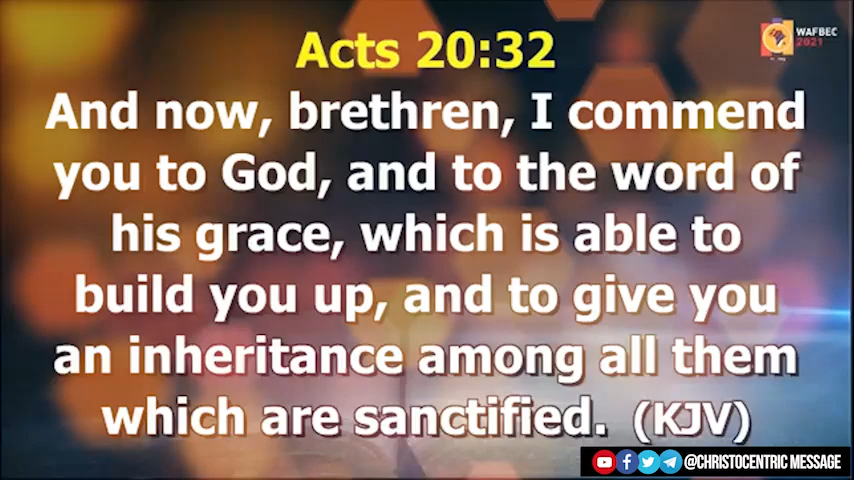 Acts 20:32
WAFBEC
2021
And now, brethren, I commend
you to God, and to the word of
his grace, which is able to
build you up, and to give you
an inheritance among all them
which are sanctified. (KJV)
@CHRISTOCENTRIC MESSAGE